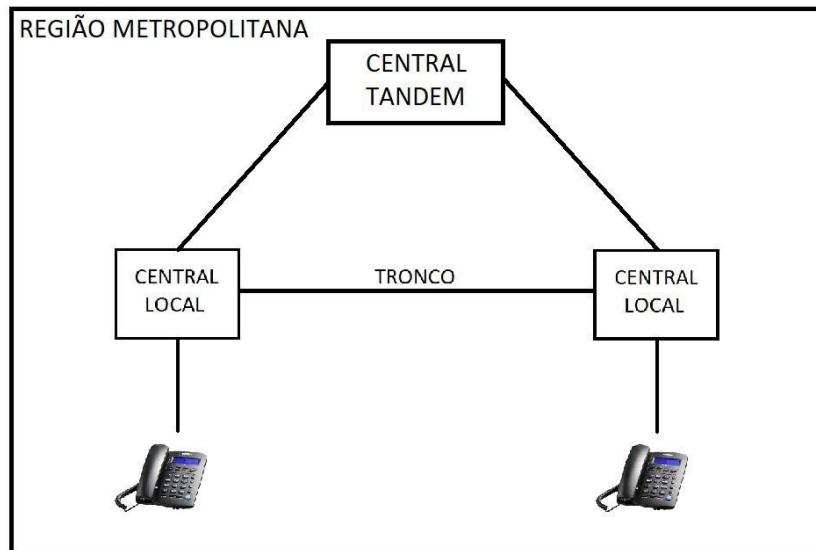 REGIÃO METROPOLITANA
CENTRAL
TANDEM
CENTRAL
LOCAL
TRONCO
CENTRAL
LOCAL